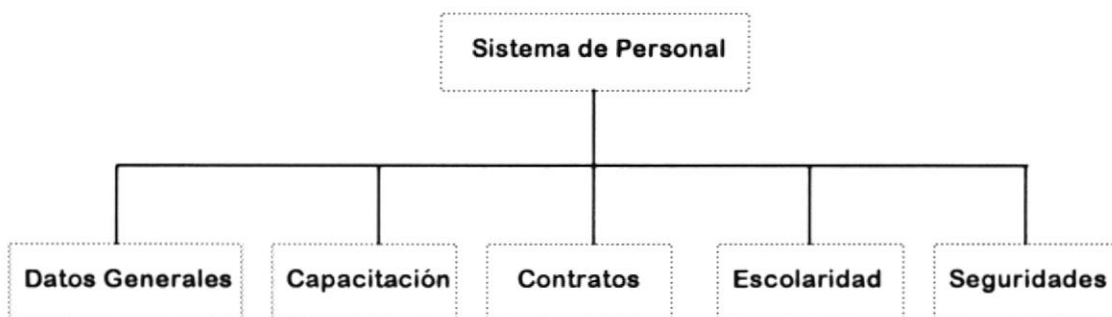 Sistema de Personal
Datos Generales
Capacitación
Contratos
Escolaridad
Seguridades